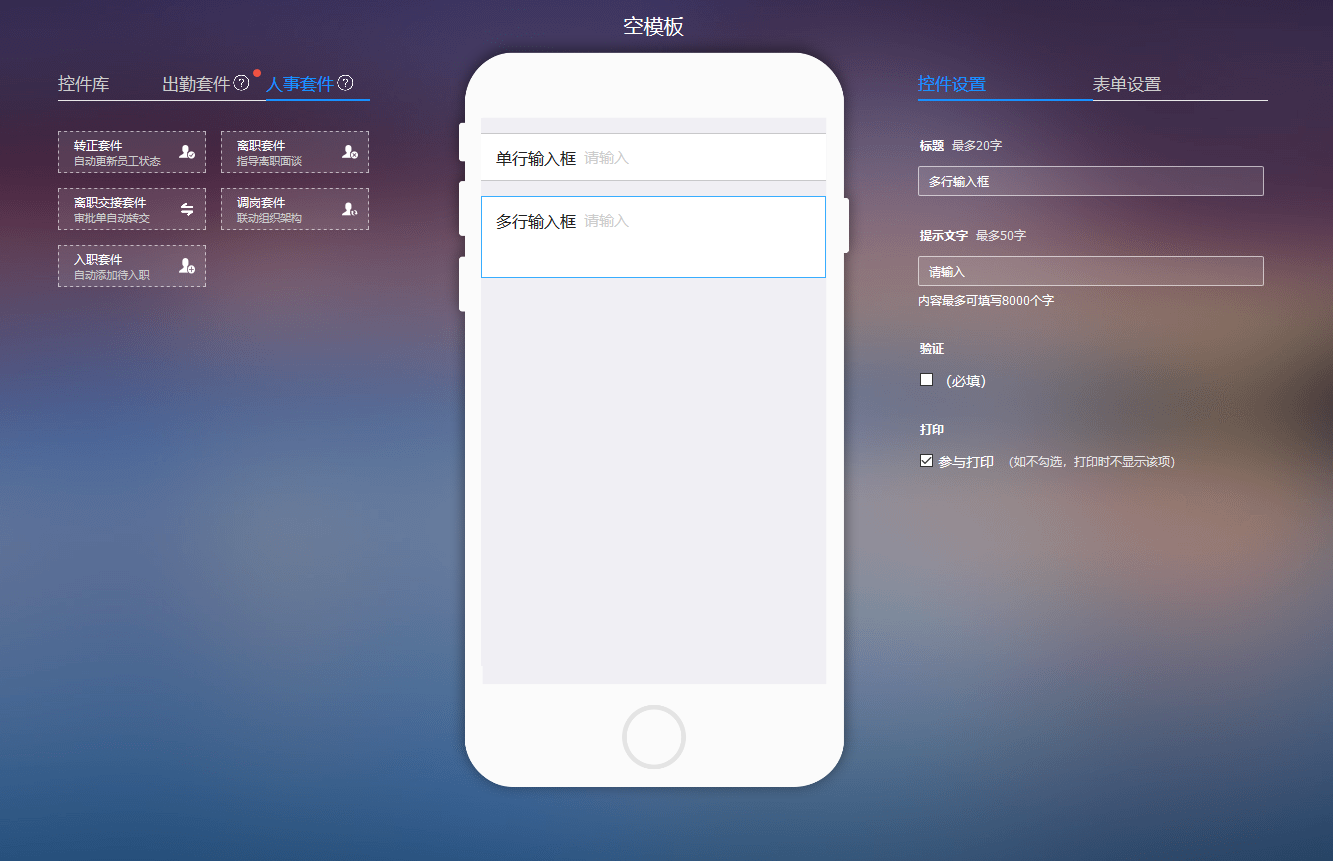 空模板
控件库
出勤套件?
人事套件?
转正套件
自动更新员工状态
离职套件
指导离职面谈
离职交接套件
审批单自动转交
调岗套件
联动组织架构
入职套件
自动添加待入职
单行输入框 请输入
多行输入框 请输入
控件设置
表单设置
标题 最多20字
多行输入框
提示文字 最多50字
请输入
内容最多可填写8000个字
验证
（必填）
打印
参与打印 （如不勾选，打印时不显示该项）